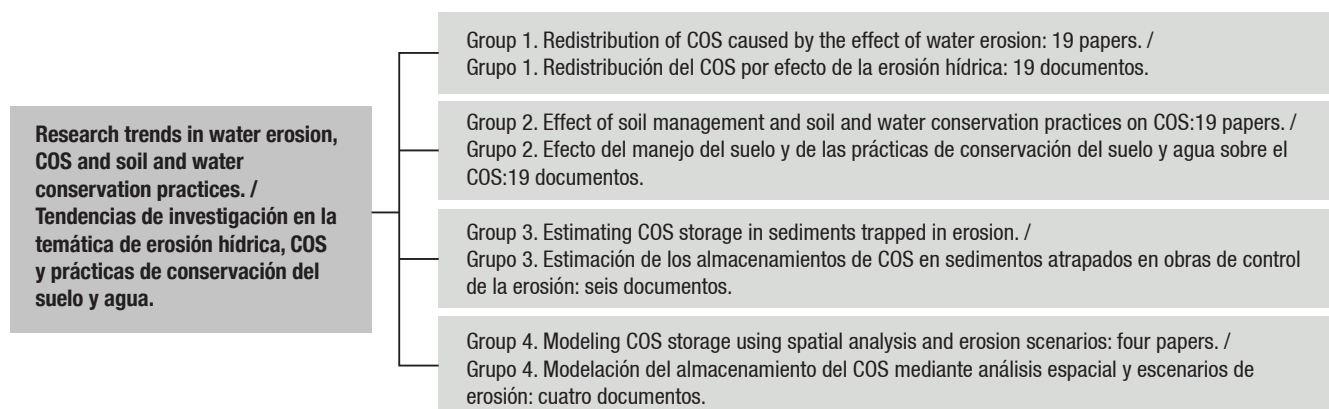 Research trends in water erosion,
COS and soil and water
conservation practices. /
Tendencias de investigación en la
temática de erosión hídrica, COS
y prácticas de conservación del
suelo y agua.
Group 1. Redistribution of COS caused by the effect of water erosion: 19 papers. /
Grupo 1. Redistribución del COS por efecto de la erosión hídrica: 19 documentos.
Group 2. Effect of soil management and soil and water conservation practices on COS:19 papers. /
Grupo 2. Efecto del manejo del suelo y de las prácticas de conservación del suelo y agua sobre el
COS:19 documentos.
Group 3. Estimating COS storage in sediments trapped in erosion. /
Grupo 3. Estimación de los almacenamientos de COS en sedimentos atrapados en obras de control
de la erosión: seis documentos.
Group 4. Modeling COS storage using spatial analysis and erosion scenarios: four papers. /
Grupo 4. Modelación del almacenamiento del COS mediante análisis espacial y escenarios de
erosión: cuatro documentos.